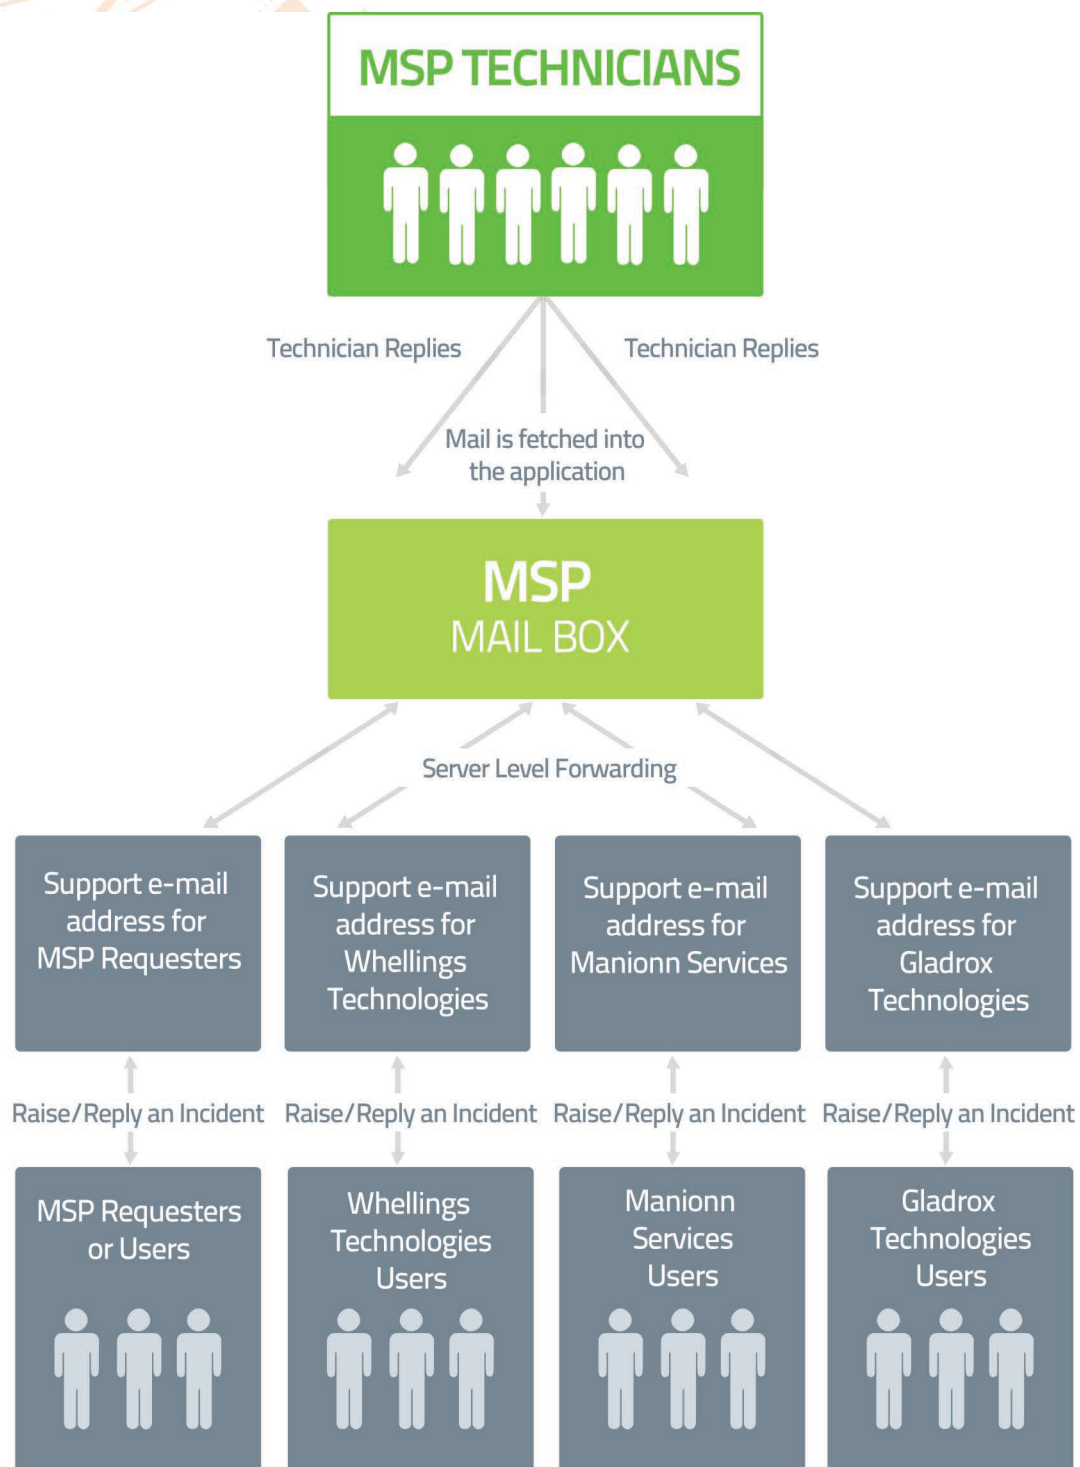 MSP TECHNICIANS
Technician Replies
Technician Replies
Mail is fetched into
the application
MSP
MAIL BOX
Server Level Forwarding
Support e-mail
address for
MSP Requesters
Support e-mail
address for
Whellings
Technologies
Support e-mail
address for
Manionn Services
Support e-mail
address for
Gladrox
Technologies
Raise/Reply an Incident
Raise/Reply an Incident
Raise/Reply an Incident
Raise/Reply an Incident
MSP Requesters
or Users
Whellings
Technologies
Users
Manionn
Services
Users
Gladrox
Technologies
Users